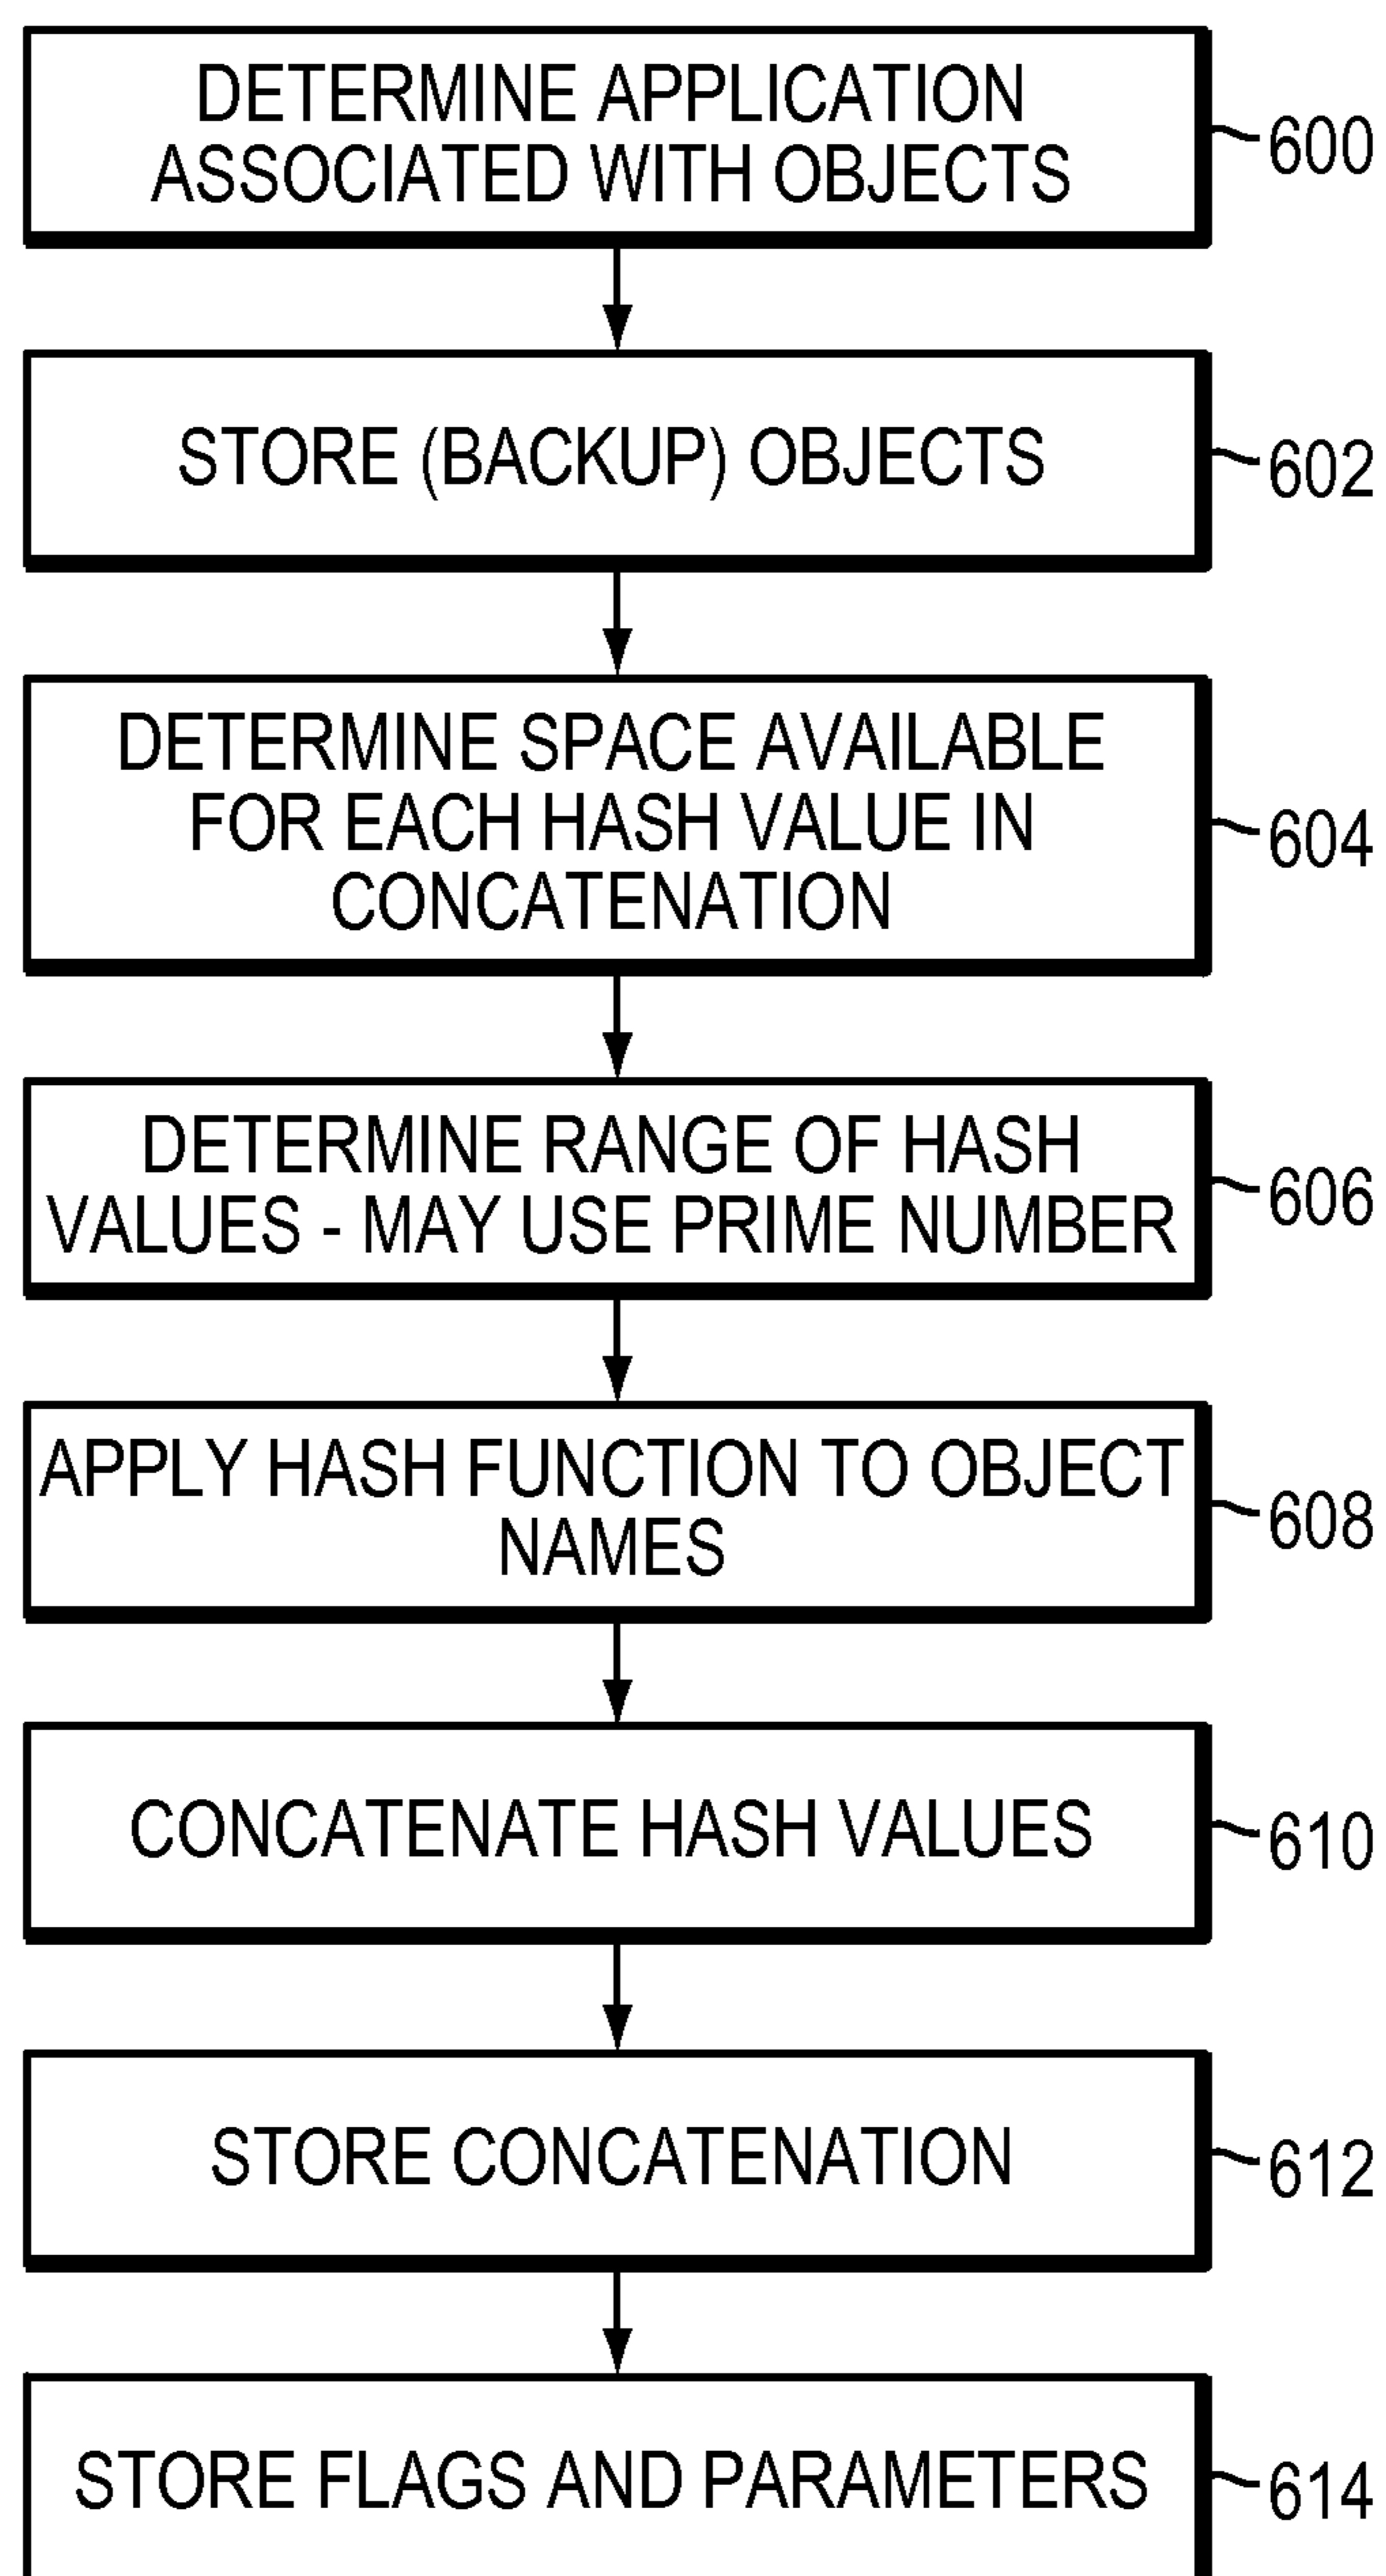 DETERMINE APPLICATION
ASSOCIATED WITH OBJECTS
600
STORE (BACKUP) OBJECTS
602
DETERMINE SPACE AVAILABLE
FOR EACH HASH VALUE IN
CONCATENATION
604
DETERMINE RANGE OF HASH
VALUES - MAY USE PRIME NUMBER
606
APPLY HASH FUNCTION TO OBJECT
NAMES
608
CONCATENATE HASH VALUES
610
STORE CONCATENATION
612
STORE FLAGS AND PARAMETERS
614